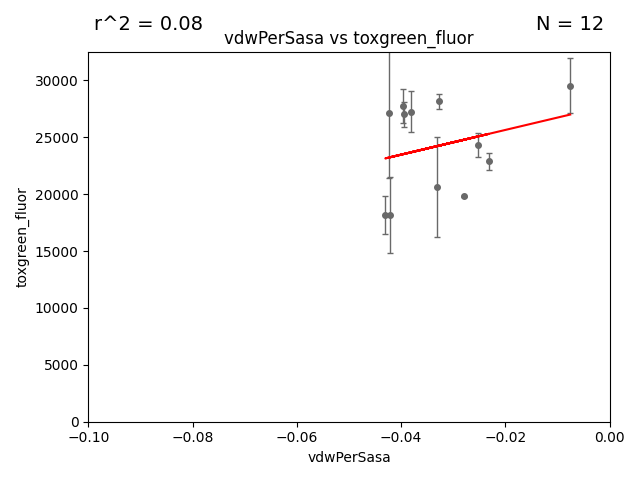 r^2 = 0.08
N = 12
vdwPerSasa vs toxgreen_fluor
30000
25000
20000
15000
10000
5000
0
toxgreen_fluor
−0.10
−0.08
−0.06
−0.04
−0.02
0.00
vdwPerSasa